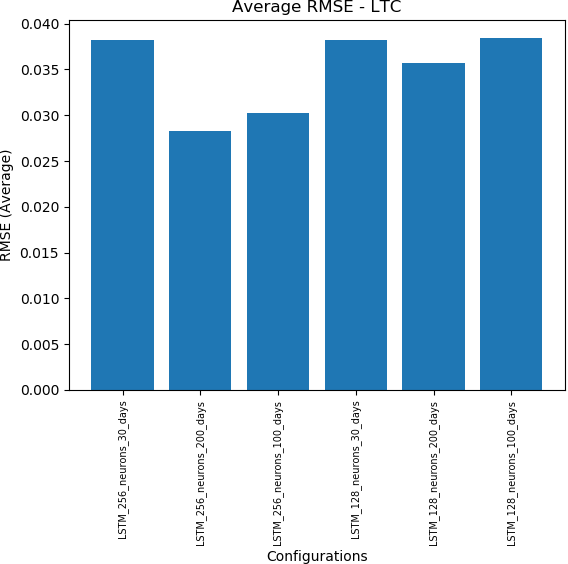 Average RMSE - LTC
0.040
0.035
0.030
0.025
0.020
0.015
0.010
0.005
0.000
RMSE (Average)
LSTM_256_neurons_30_days
LSTM_256_neurons_200_days
LSTM_256_neurons_100_days
LSTM_128_neurons_30_days
LSTM_128_neurons_200_days
LSTM_128_neurons_100_days
Configurations